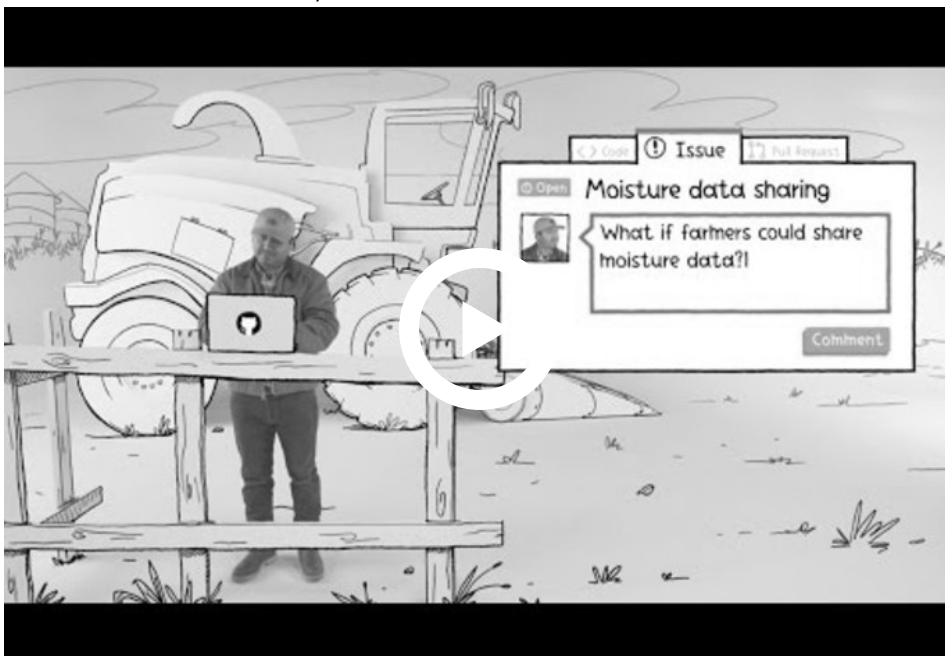 <> Code
Issue
Pull Request
Open
Moisture data sharing
What if farmers could share
moisture data?|
Comment